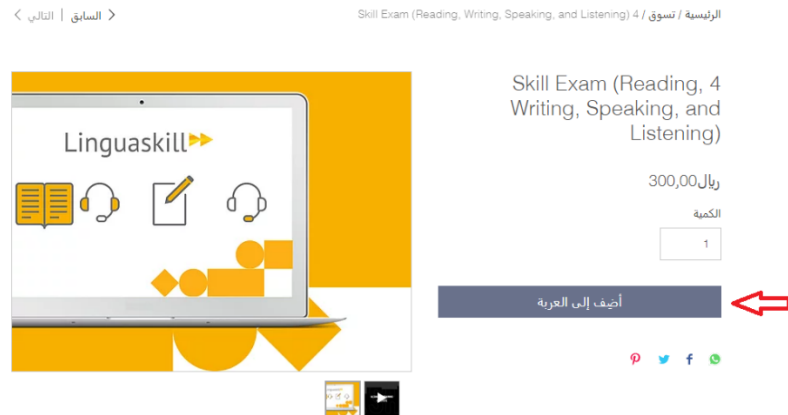 الرئيسية / تسوق / 4 Skill Exam (Reading, Writing, Speaking, and Listening)
السابق | التالي
Linguaskill
Skill Exam (Reading, 4
Writing, Speaking, and
Listening)
ريال300,00
الكمية
1
أضِف إلى العربة